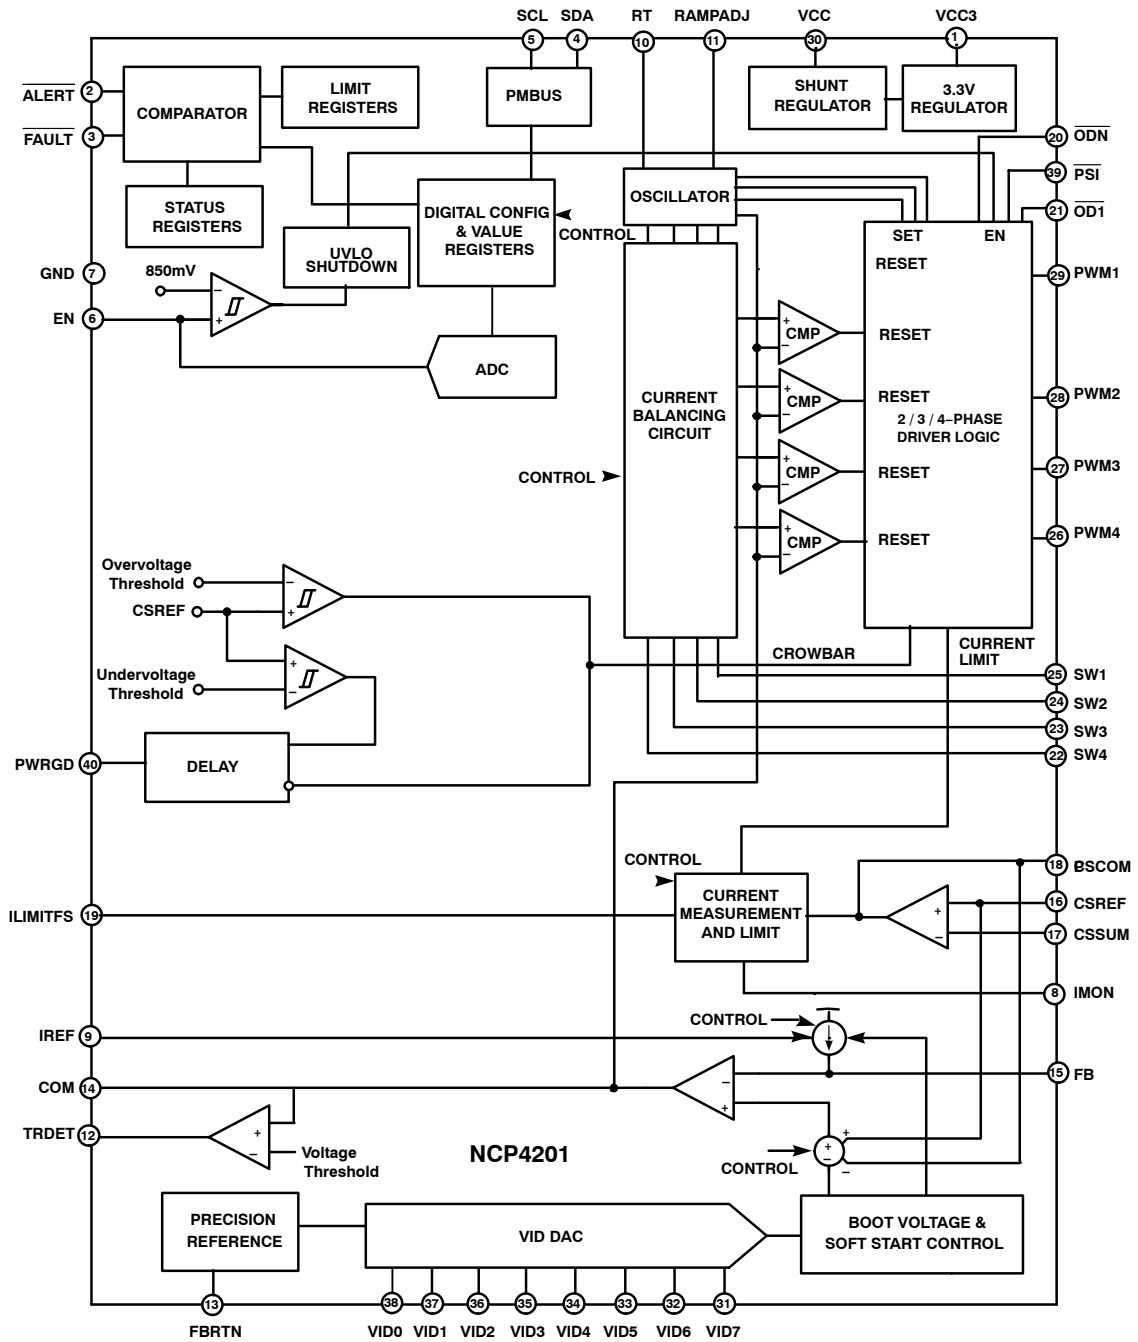 SCL SDA RT RAMPADJ VCC VCC3
5 4 10 11 30 1
ALERT 2
FAULT 3
COMPARATOR
LIMIT
REGISTERS
PMBUS
SHUNT
REGULATOR
3.3V
REGULATOR
20 ODN
39 PSI
21 OD1
STATUS
REGISTERS
OSCILLATOR
DIGITAL CONFIG
& VALUE
REGISTERS
CONTROL
UVLO
SHUTDOWN
SET EN
RESET
GND 7
850mV
–
+
EN 6
29 PWM1
+
CMP
–
RESET
ADC
CURRENT
BALANCING
CIRCUIT
+
CMP
–
RESET
28 PWM2
2 / 3 / 4–PHASE
DRIVER LOGIC
CONTROL
+
CMP
–
RESET
27 PWM3
+
CMP
–
RESET
26 PWM4
Overvoltage
Threshold
–
CSREF
+
Undervoltage
Threshold
+
–
CROWBAR
CURRENT
LIMIT
25 SW1
24 SW2
23 SW3
22 SW4
PWRGD 40
DELAY
CONTROL
CURRENT
MEASUREMENT
AND LIMIT
ILIMITFS 19
18 CSCOM
+
–
16 CSREF
17 CSSUM
8 IMON
CONTROL
IREF 9
COM 14
–
+
15 FB
TRDET 12
+
–
Voltage
Threshold
NCP4201
CONTROL
+
–
+
–
PRECISION
REFERENCE
VID DAC
BOOT VOLTAGE &
SOFT START CONTROL
13 38 37 36 35 34 33 32 31
FBRTN VID0 VID1 VID2 VID3 VID4 VID5 VID6 VID7